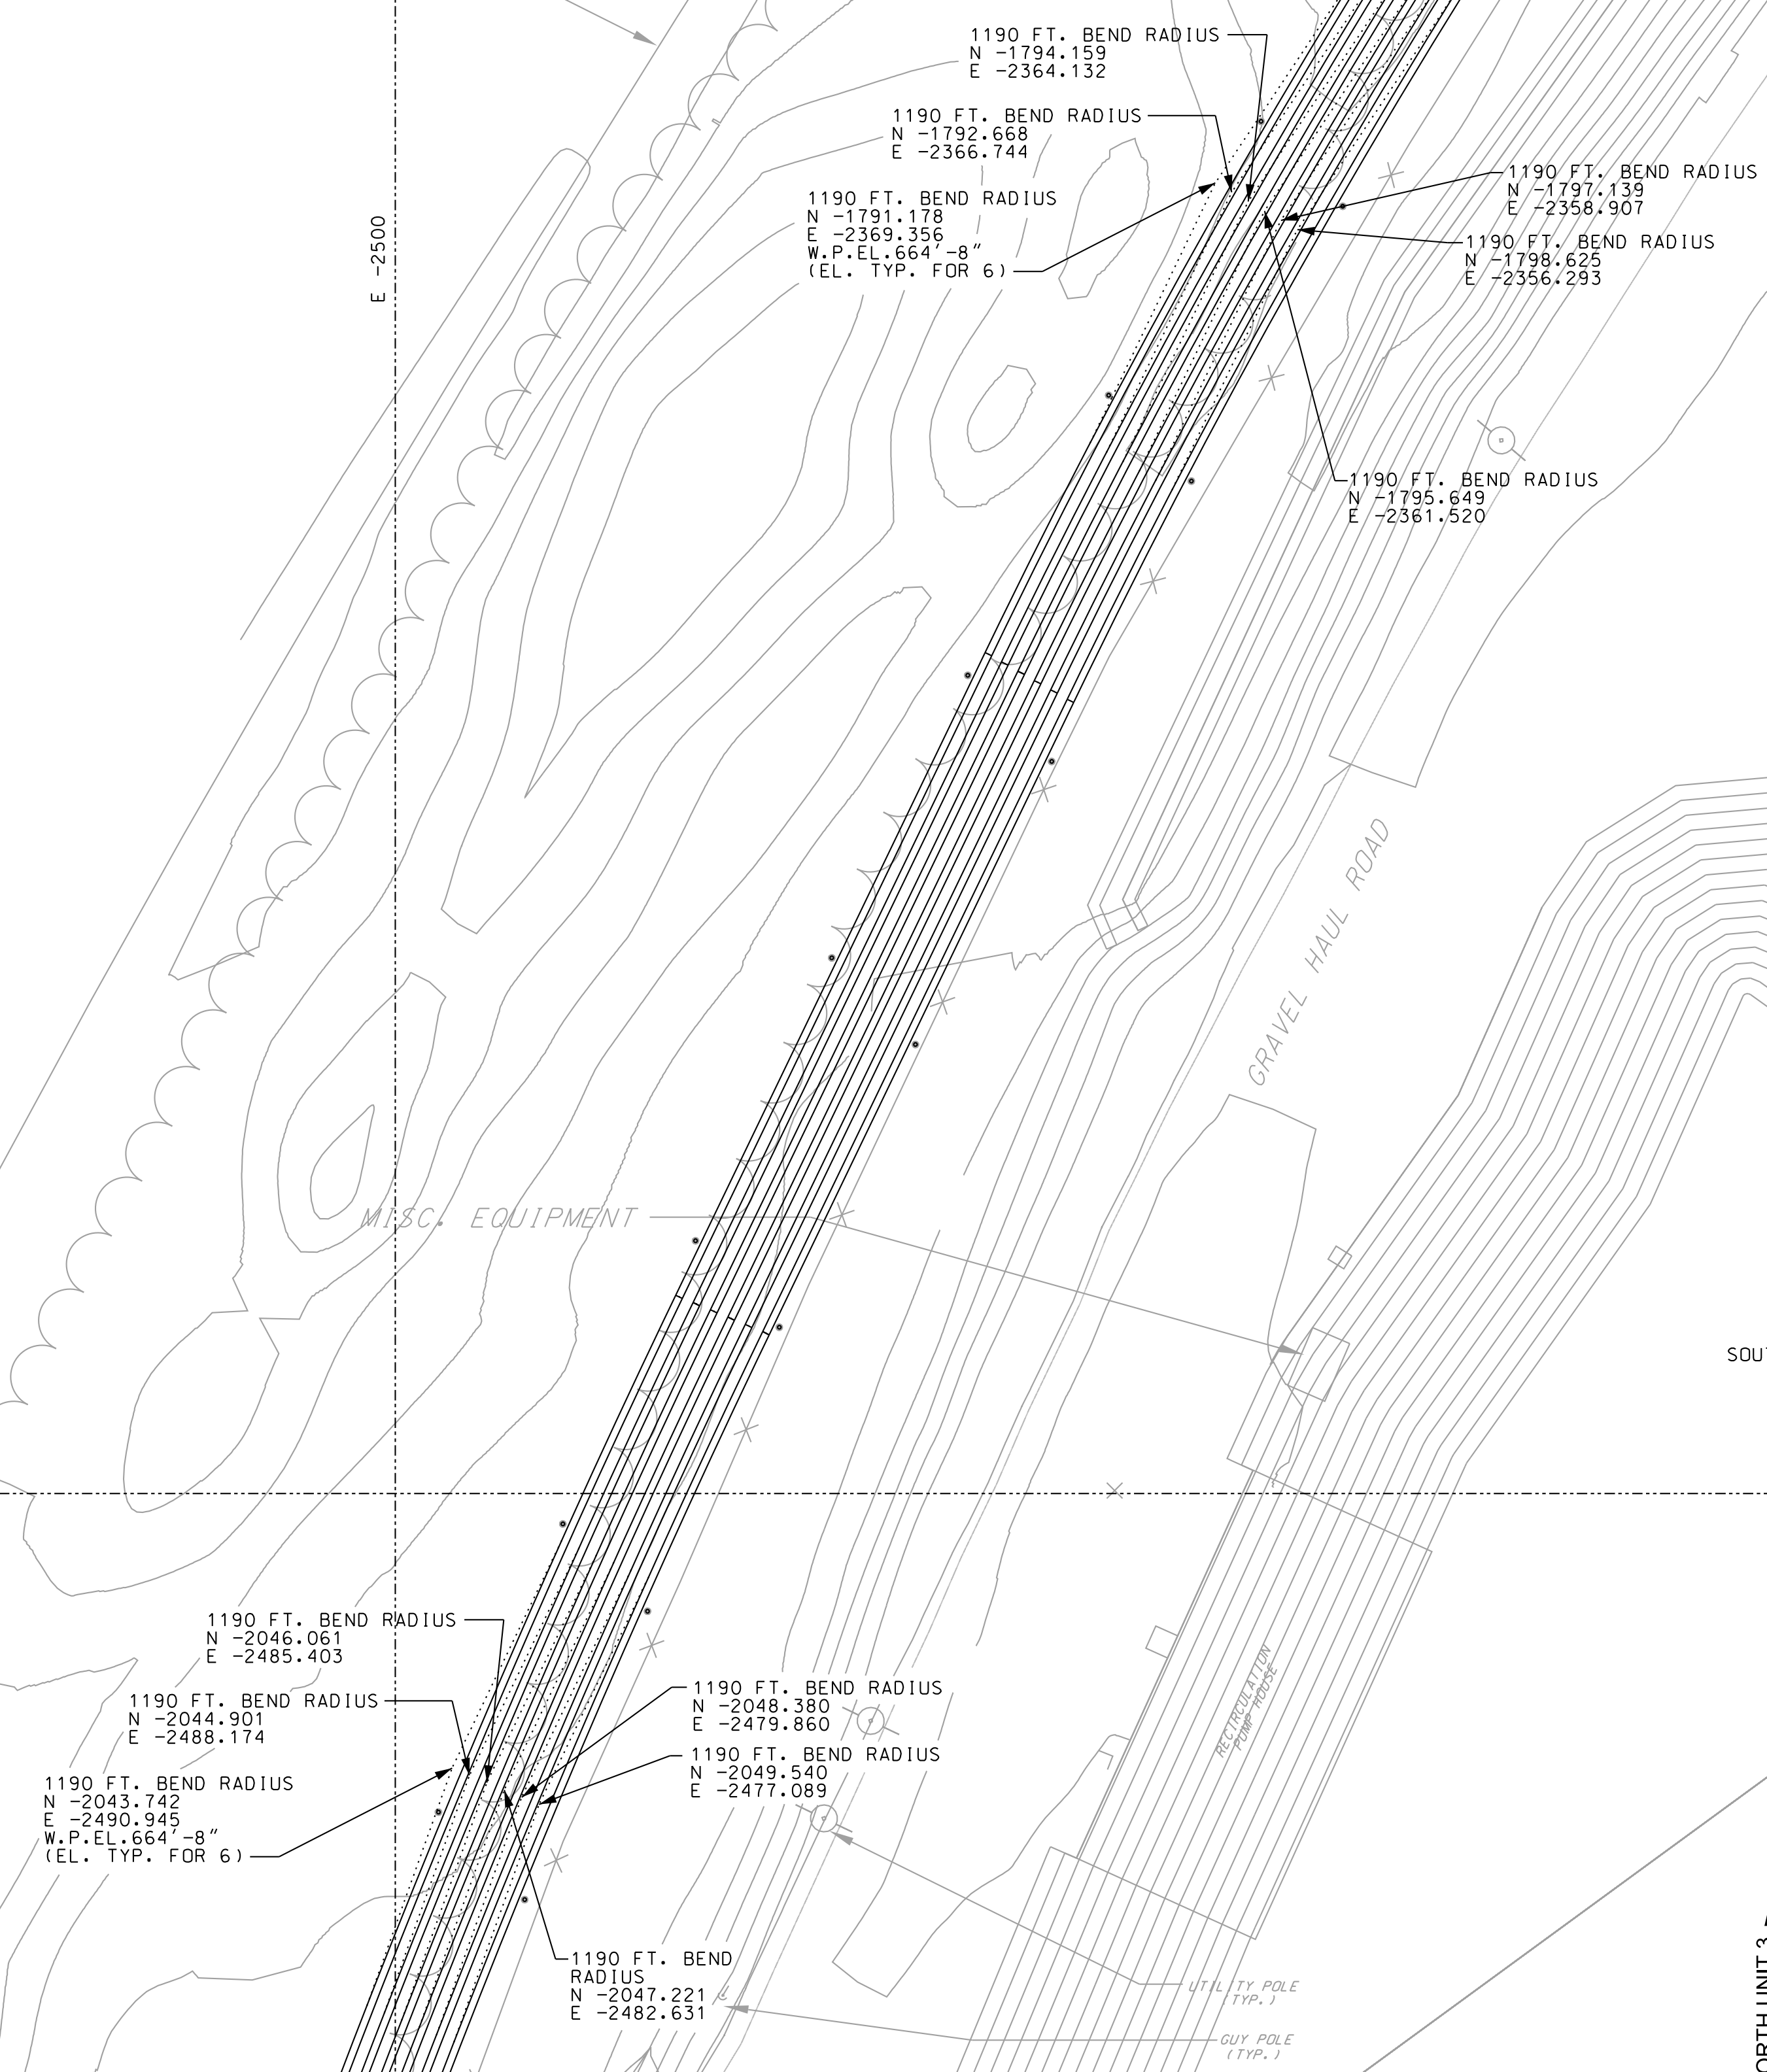 1190 FT. BEND RADIUS
N -1794.159
E -2364.132
1190 FT. BEND RADIUS
N -1792.668
E -2366.744
1190 FT. BEND RADIUS
N -1791.178
E -2369.356
W.P.EL.664'-8"
(EL. TYP. FOR 6)
1190 FT. BEND RADIUS
N -1797.139
E -2358.907
1190 FT. BEND RADIUS
N -1798.625
E -2356.293
E -2500
1190 FT. BEND RADIUS
N -1795.649
E -2361.520
GRAVEL HAUL ROAD
MISC. EQUIPMENT
1190 FT. BEND RADIUS
N -2046.061
E -2485.403
1190 FT. BEND RADIUS
N -2044.901
E -2488.174
1190 FT. BEND RADIUS
N -2043.742
E -2490.945
W.P.EL.664'-8"
(EL. TYP. FOR 6)
1190 FT. BEND RADIUS
N -2048.380
E -2479.860
1190 FT. BEND RADIUS
N -2049.540
E -2477.089
RECIRCULATION
PUMP HOUSE
1190 FT. BEND
RADIUS
N -2047.221
E -2482.631
UTILITY POLE
(TYP.)
GUY POLE
(TYP.)
UNIT 3